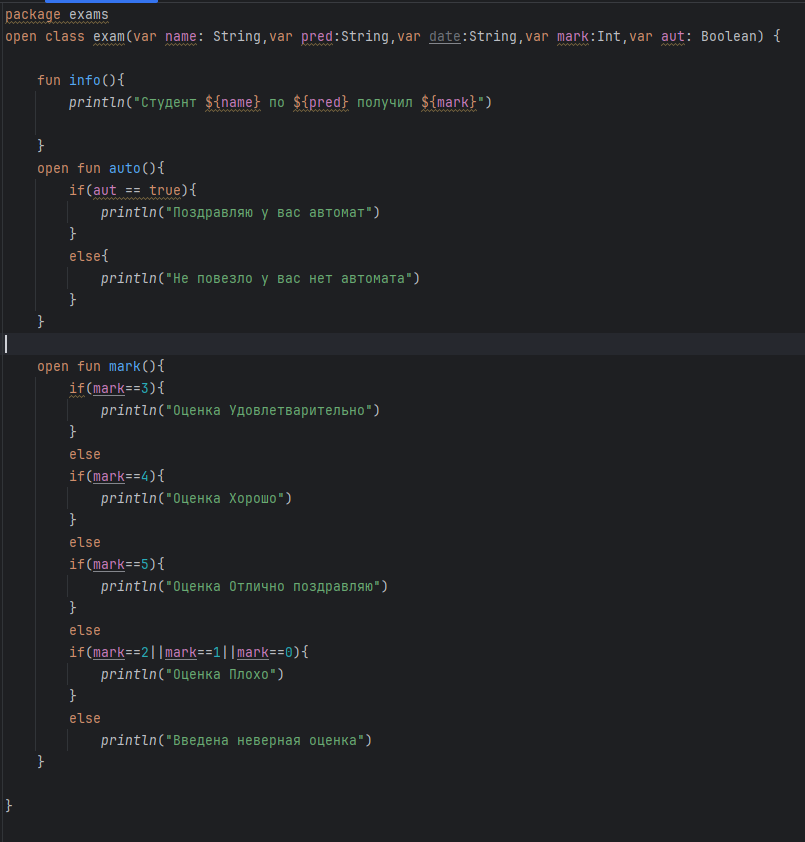 package exams
open class exam(var name: String,var pred:String,var date:String,var mark:Int,var aut: Boolean) {
fun info(){
println("Студент ${name} по ${pred} получил ${mark}")
}
open fun auto(){
if(aut == true){
println("Поздравляю у вас автомат")
}
else{
println("Не повезло у вас нет автомата")
}
}
open fun mark(){
if(mark==3){
println("Оценка Удовлетварительно")
}
else
if(mark==4){
println("Оценка Хорошо")
}
else
if(mark==5){
println("Оценка Отлично поздравляю")
}
else
if(mark==2||mark==1||mark==0){
println("Оценка Плохо")
}
else
println("Введена неверная оценка")
}
}